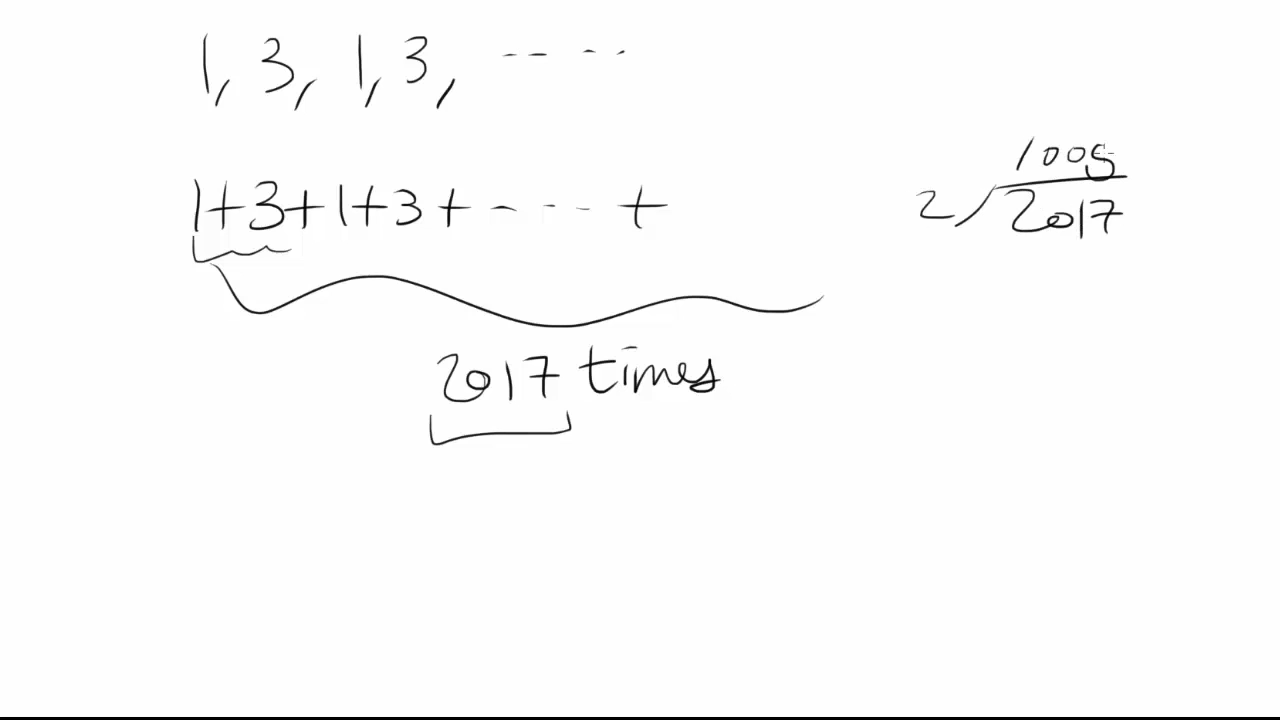 1, 3, 1, 3, -- --
1+3+1+3+ - -- - +
1005
2/2017
2017 times